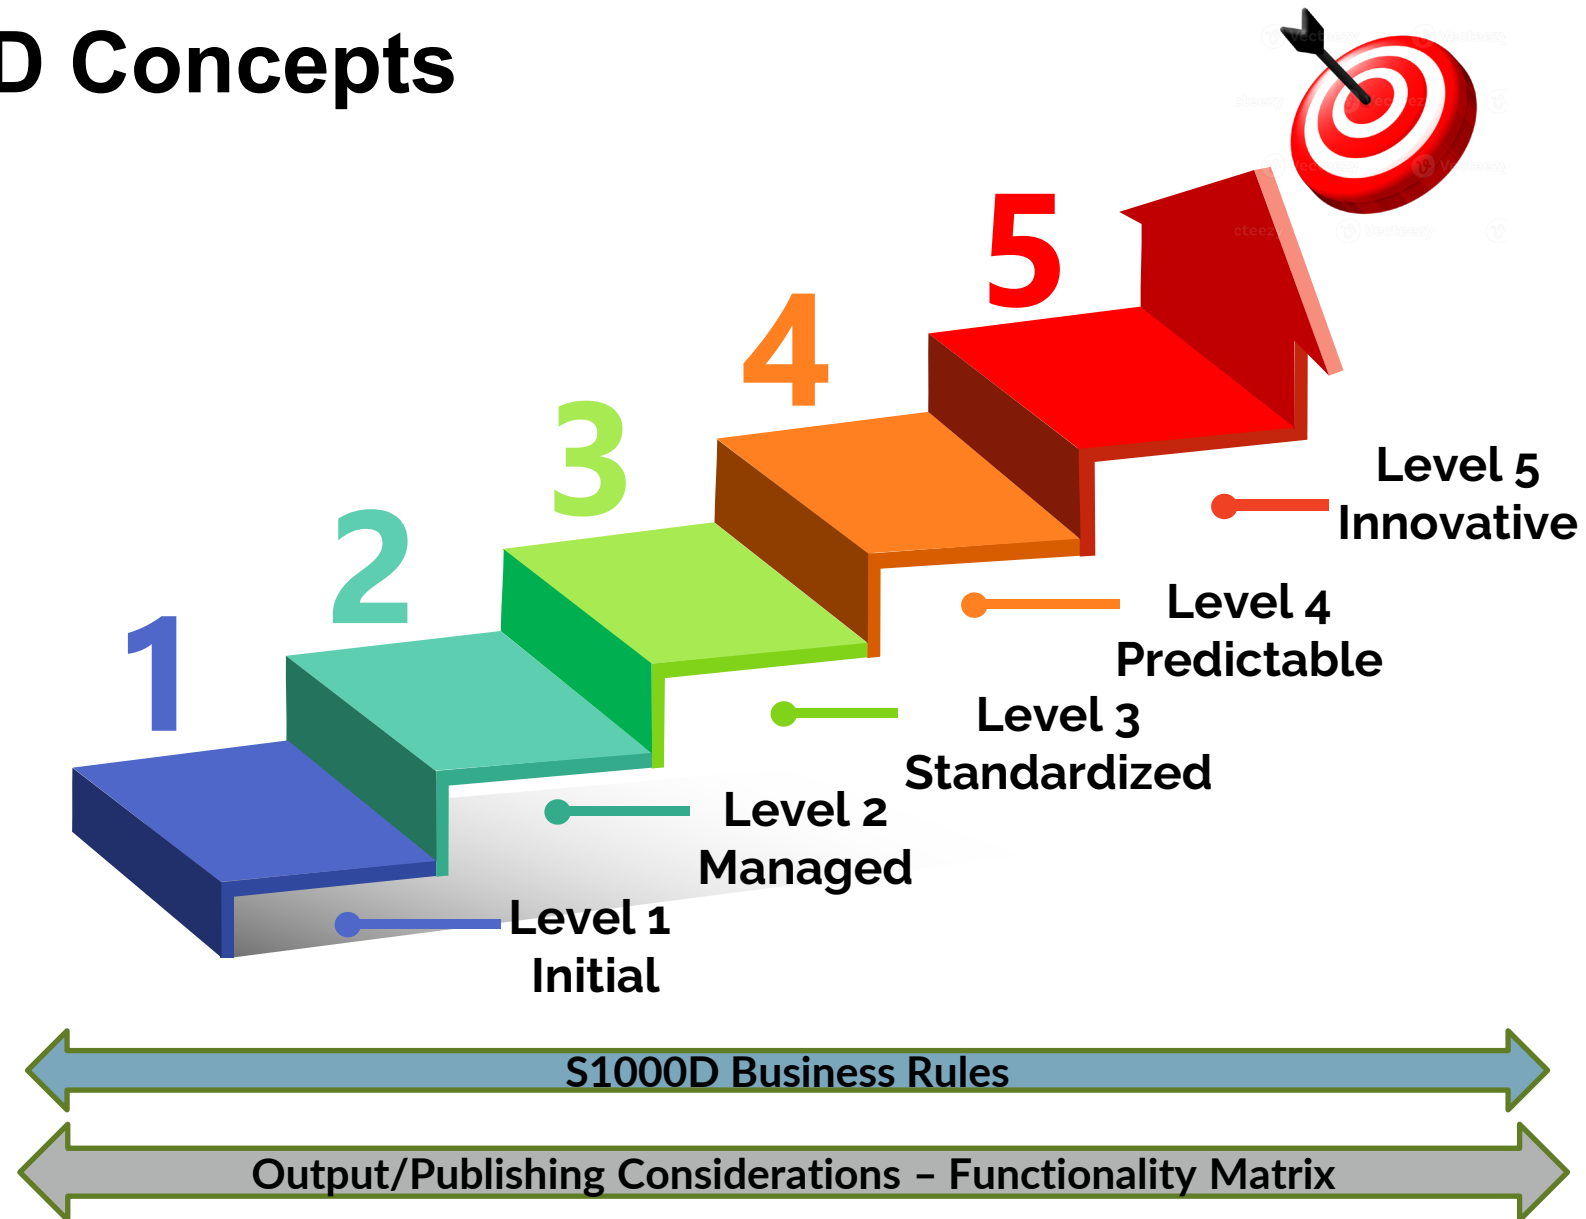 D Concepts
5
4
3
2
1
Level 5
Innovative
Level 4
Predictable
Level 3
Standardized
Level 2
Managed
Level 1
Initial
S1000D Business Rules
Output/Publishing Considerations – Functionality Matrix